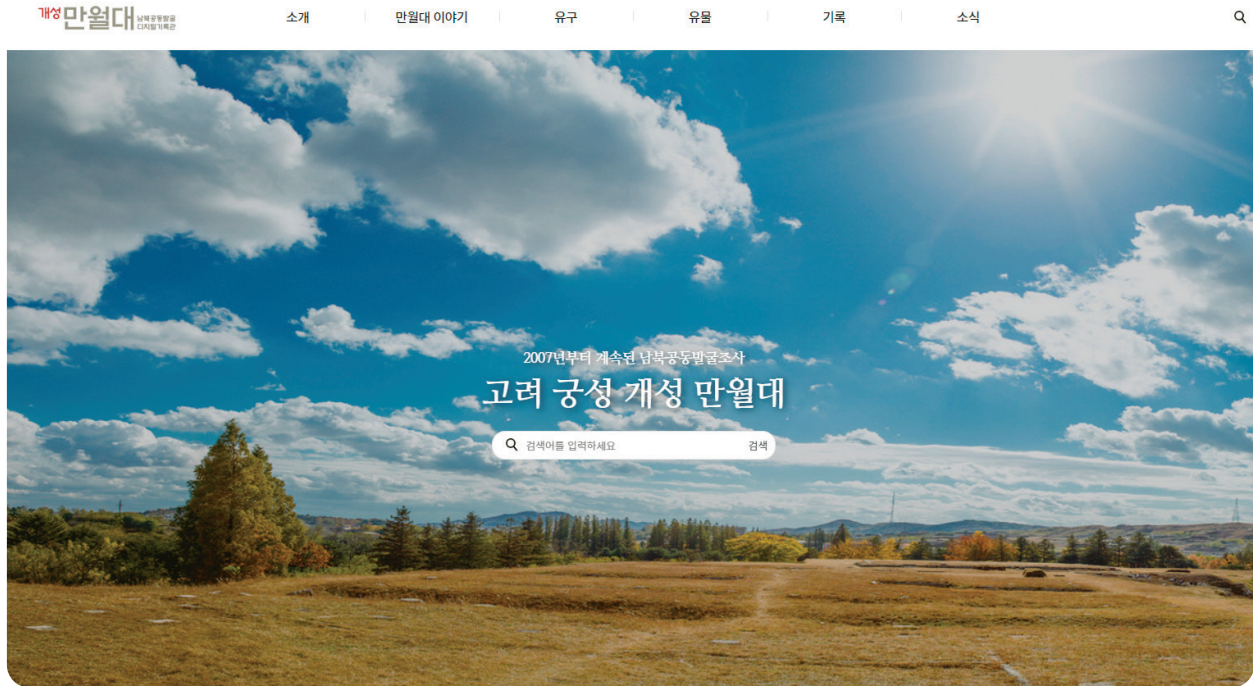 개성 만월대 남북공동발굴 디지털기록관
소개
만월대 이야기
유구
유물
기록
소식
2007년부터 계속된 남북공동발굴조사
고려 궁성 개성 만월대
검색어를 입력하세요
검색